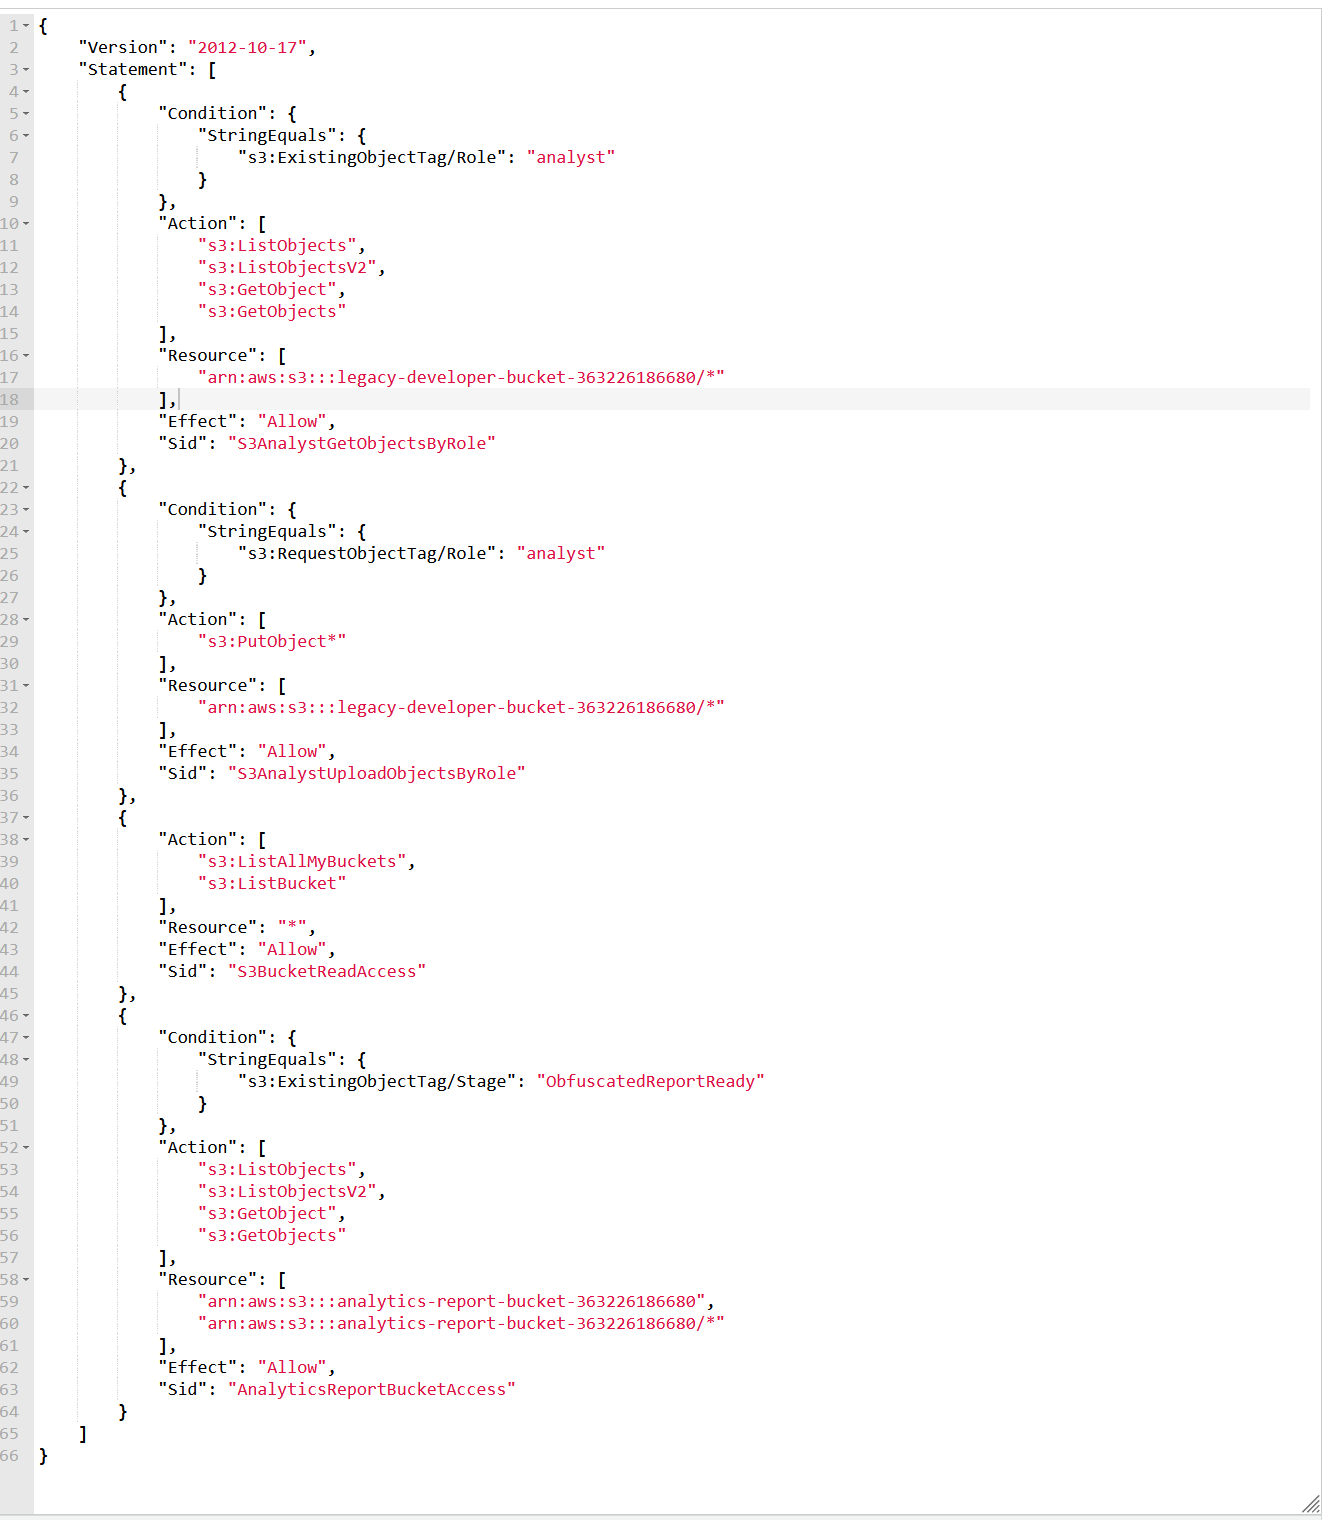 1 {
2 "Version": "2012-10-17",
3 "Statement": [
4 {
5 "Condition": {
6 "StringEquals": {
7 "s3:ExistingObjectTag/Role": "analyst"
8 }
9 },
10 "Action": [
11 "s3:ListObjects",
12 "s3:ListObjectsV2",
13 "s3:GetObject",
14 "s3:GetObjects"
15 ],
16 "Resource": [
17 "arn:aws:s3:::legacy-developer-bucket-363226186680/*"
18 ],
19 "Effect": "Allow",
20 "Sid": "S3AnalystGetObjectsByRole"
21 },
22 {
23 "Condition": {
24 "StringEquals": {
25 "s3:RequestObjectTag/Role": "analyst"
26 }
27 },
28 "Action": [
29 "s3:PutObject*"
30 ],
31 "Resource": [
32 "arn:aws:s3:::legacy-developer-bucket-363226186680/*"
33 ],
34 "Effect": "Allow",
35 "Sid": "S3AnalystUploadObjectsByRole"
36 },
37 {
38 "Action": [
39 "s3:ListAllMyBuckets",
40 "s3:ListBucket"
41 ],
42 "Resource": "*",
43 "Effect": "Allow",
44 "Sid": "S3BucketReadAccess"
45 },
46 {
47 "Condition": {
48 "StringEquals": {
49 "s3:ExistingObjectTag/Stage": "ObfuscatedReportReady"
50 }
51 },
52 "Action": [
53 "s3:ListObjects",
54 "s3:ListObjectsV2",
55 "s3:GetObject",
56 "s3:GetObjects"
57 ],
58 "Resource": [
59 "arn:aws:s3:::analytics-report-bucket-363226186680",
60 "arn:aws:s3:::analytics-report-bucket-363226186680/*"
61 ],
62 "Effect": "Allow",
63 "Sid": "AnalyticsReportBucketAccess"
64 }
65 ]
66 }